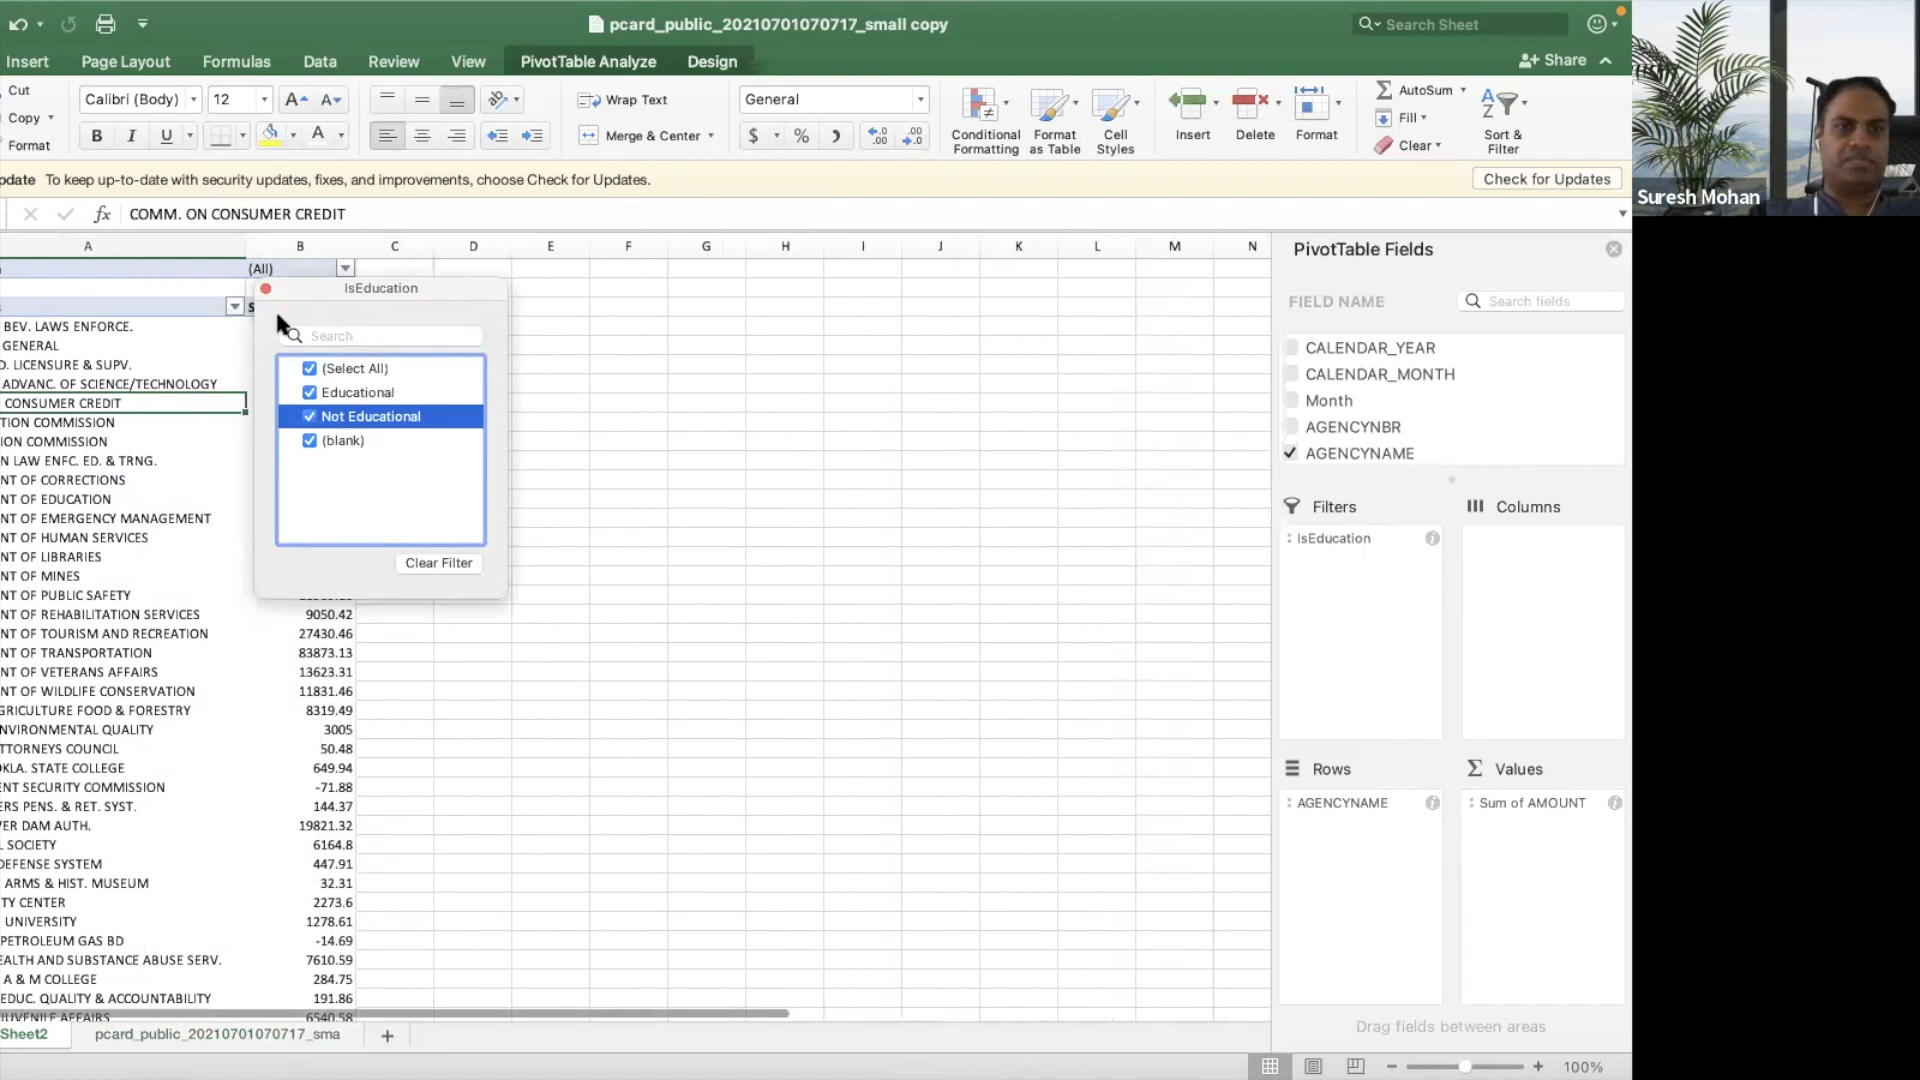 pcard_public_20210701070717_small copy
Search Sheet
Insert
Page Layout
Formulas
Data
Review
View
PivotTable Analyze
Design
Share
Cut
Copy
Format
Calibri (Body)
12
A
A
B
I
U
A
Wrap Text
Merge & Center
General
$
%
Conditional Formatting
Format as Table
Cell Styles
Insert
Delete
Format
AutoSum
Fill
Clear
Sort & Filter
pdate To keep up-to-date with security updates, fixes, and improvements, choose Check for Updates.
Check for Updates
fx COMM. ON CONSUMER CREDIT
A B C D E F G H I J K L M N
(All)
BEV. LAWS ENFORCE.
GENERAL
D. LICENSURE & SUPV.
ADVANC. OF SCIENCE/TECHNOLOGY
CONSUMER CREDIT
TION COMMISSION
ION COMMISSION
N LAW ENFC. ED. & TRNG.
NT OF CORRECTIONS
NT OF EDUCATION
NT OF EMERGENCY MANAGEMENT
NT OF HUMAN SERVICES
NT OF LIBRARIES
NT OF MINES
NT OF PUBLIC SAFETY
NT OF REHABILITATION SERVICES 9050.42
NT OF TOURISM AND RECREATION 27430.46
NT OF TRANSPORTATION 83873.13
NT OF VETERANS AFFAIRS 13623.31
NT OF WILDLIFE CONSERVATION 11831.46
GRICULTURE FOOD & FORESTRY 8319.49
NVIRONMENTAL QUALITY 3005
TTORNEYS COUNCIL 50.48
OKLA. STATE COLLEGE 649.94
ENT SECURITY COMMISSION -71.88
ERS PENS. & RET. SYST. 144.37
VER DAM AUTH. 19821.32
L SOCIETY 6164.8
DEFENSE SYSTEM 447.91
ARMS & HIST. MUSEUM 32.31
TY CENTER 2273.6
UNIVERSITY 1278.61
PETROLEUM GAS BD -14.69
EALTH AND SUBSTANCE ABUSE SERV. 7610.59
A & M COLLEGE 284.75
EDUC. QUALITY & ACCOUNTABILITY 191.86
JUVENILE AFFAIRS 6540.58
IsEducation
Search
(Select All)
Educational
Not Educational
(blank)
Clear Filter
PivotTable Fields
FIELD NAME
Search fields
CALENDAR_YEAR
CALENDAR_MONTH
Month
AGENCYNBR
AGENCYNAME
Filters
Columns
IsEducation
Rows
Values
AGENCYNAME
Sum of AMOUNT
Drag fields between areas
Sheet2
pcard_public_20210701070717_sma
100%
Suresh Mohan